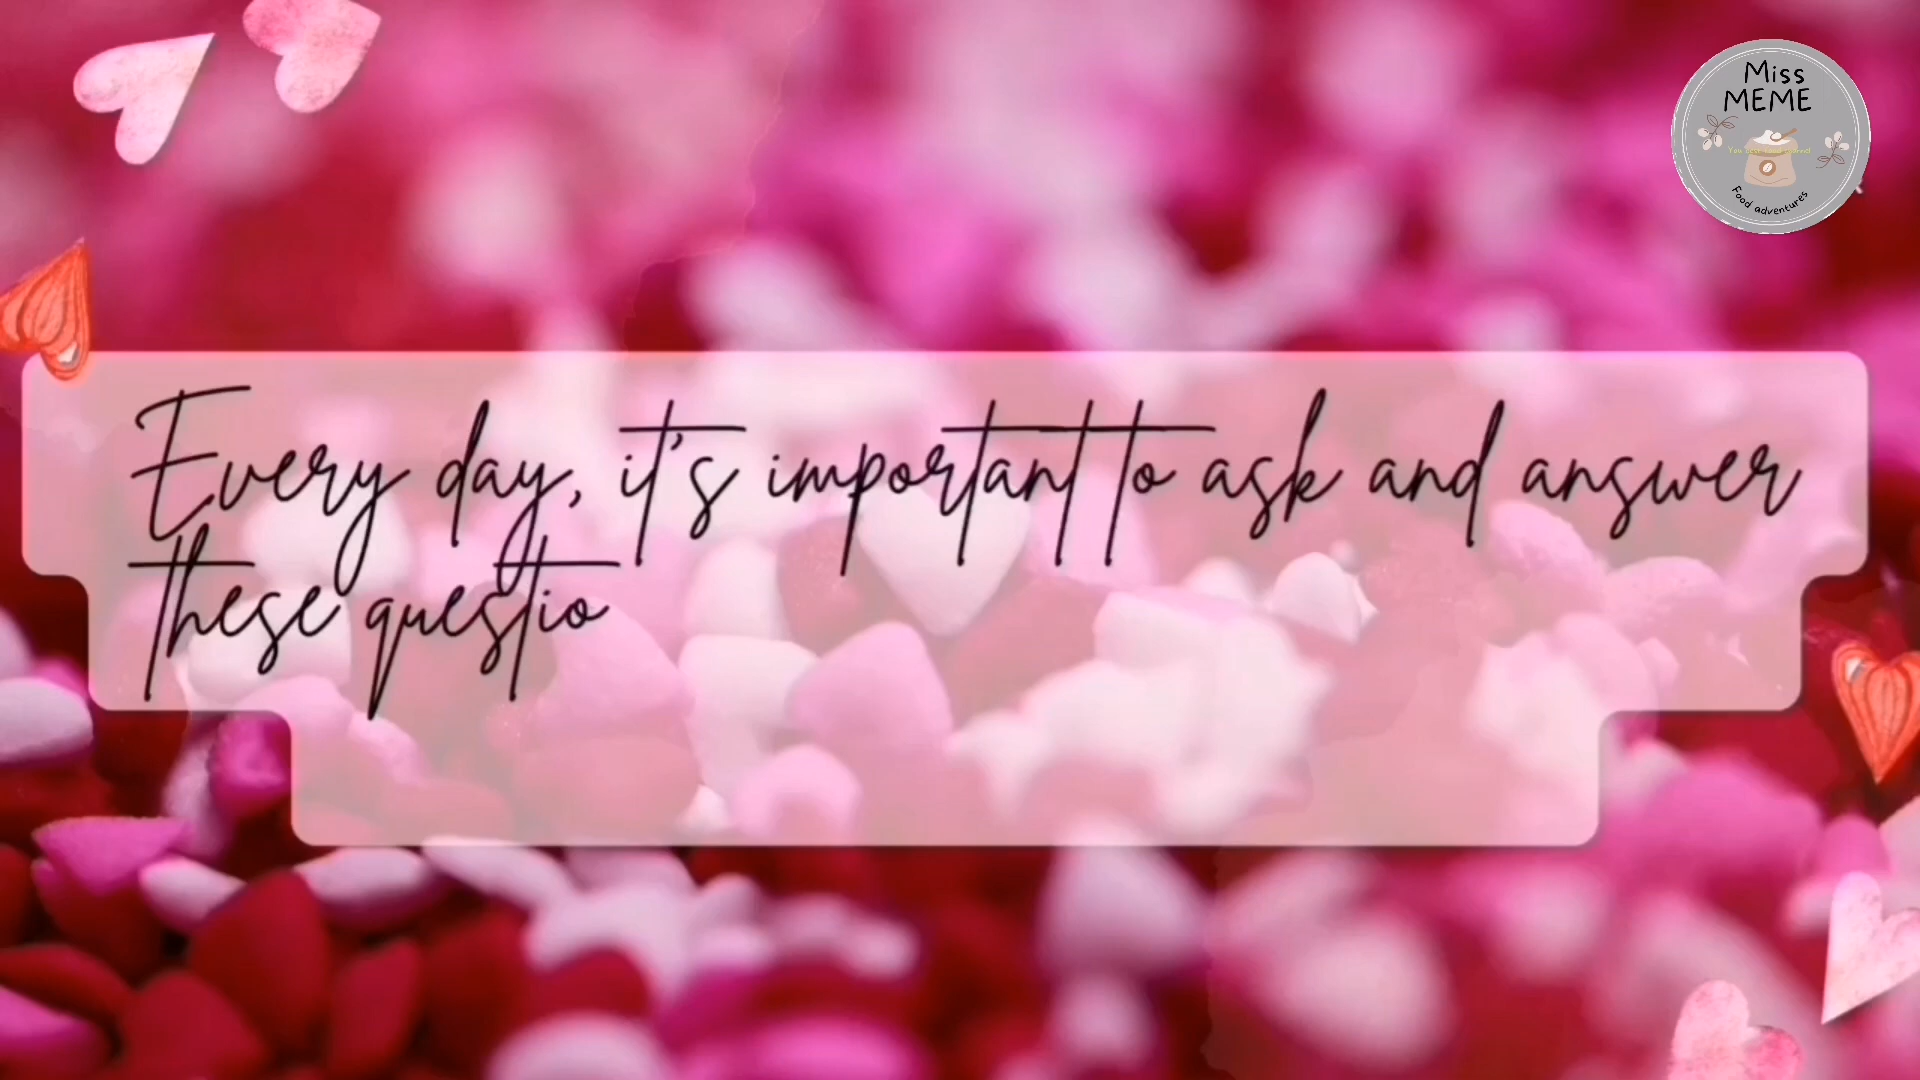 Miss
MEME
Food adventures
Every day, it's important to ask and answer
these questio